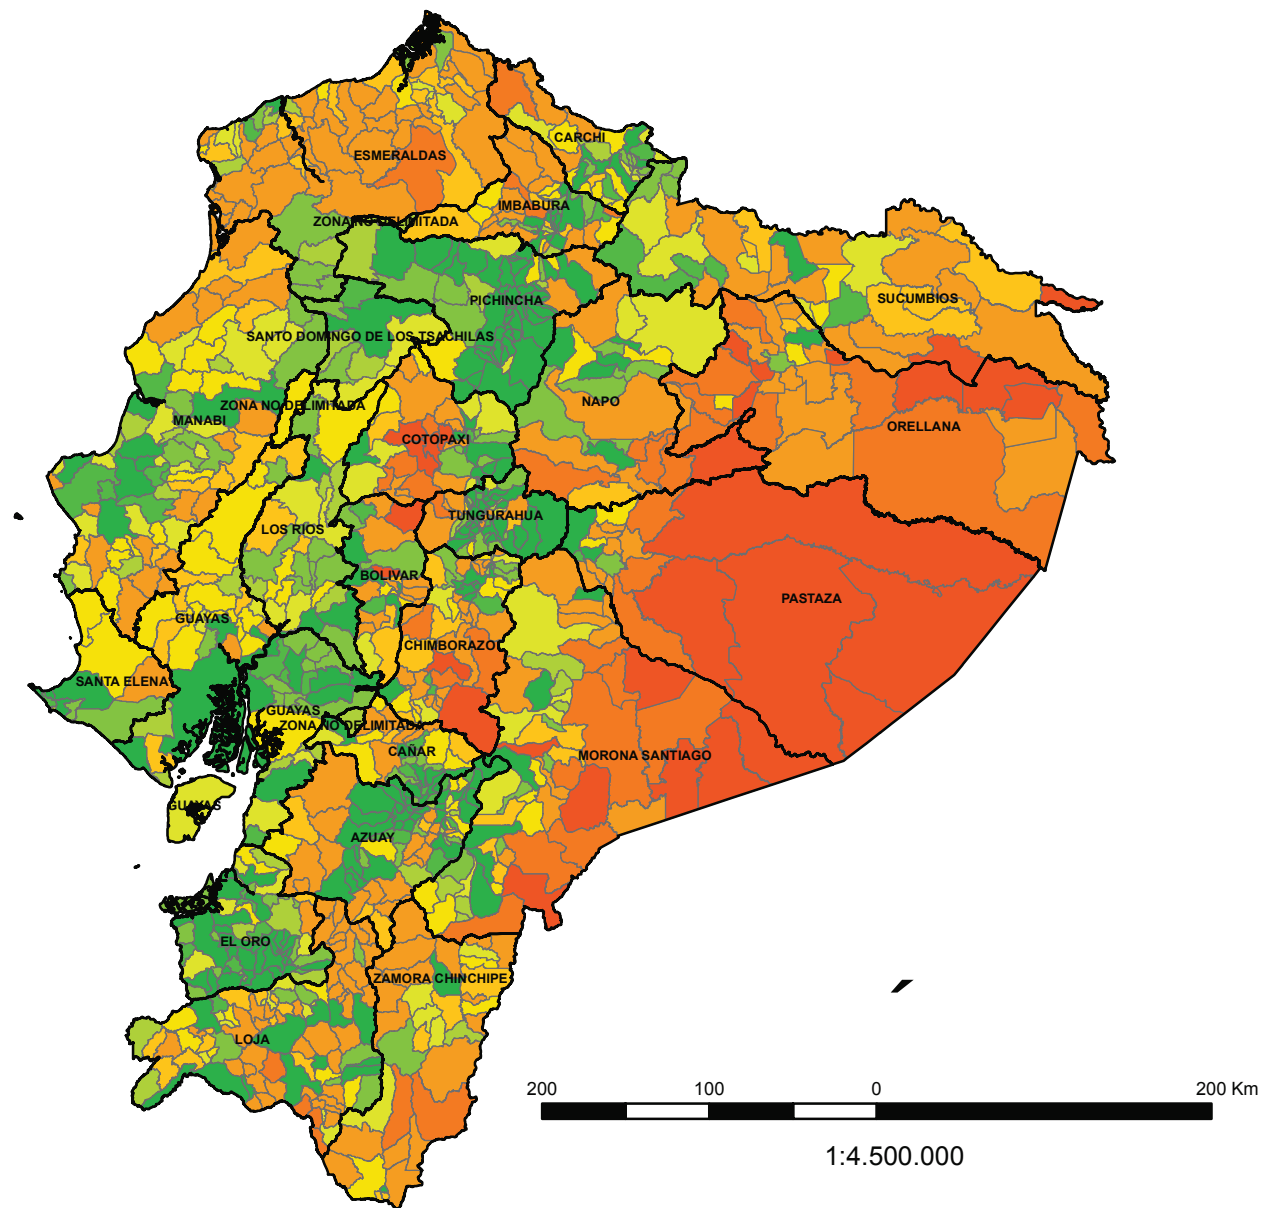 CARCHI
ESMERALDAS
IMBABURA
ZONA NO DELIMITADA
SUCUMBIOS
PICHINCHA
SANTO DOMINGO DE LOS TSACHILAS
NAPO
ZONA NO DELIMITADA
MANABI
ORELLANA
COTOPAXI
TUNGURAHUA
LOS RIOS
BOLIVAR
PASTAZA
GUAYAS
CHIMBORAZO
SANTA ELENA
GUAYAS
ZONA NO DELIMITADA
CAÑAR
MORONA SANTIAGO
GUAYAS
AZUAY
EL ORO
ZAMORA CHINCHIPE
LOJA
200 100 0 200 Km
1:4.500.000